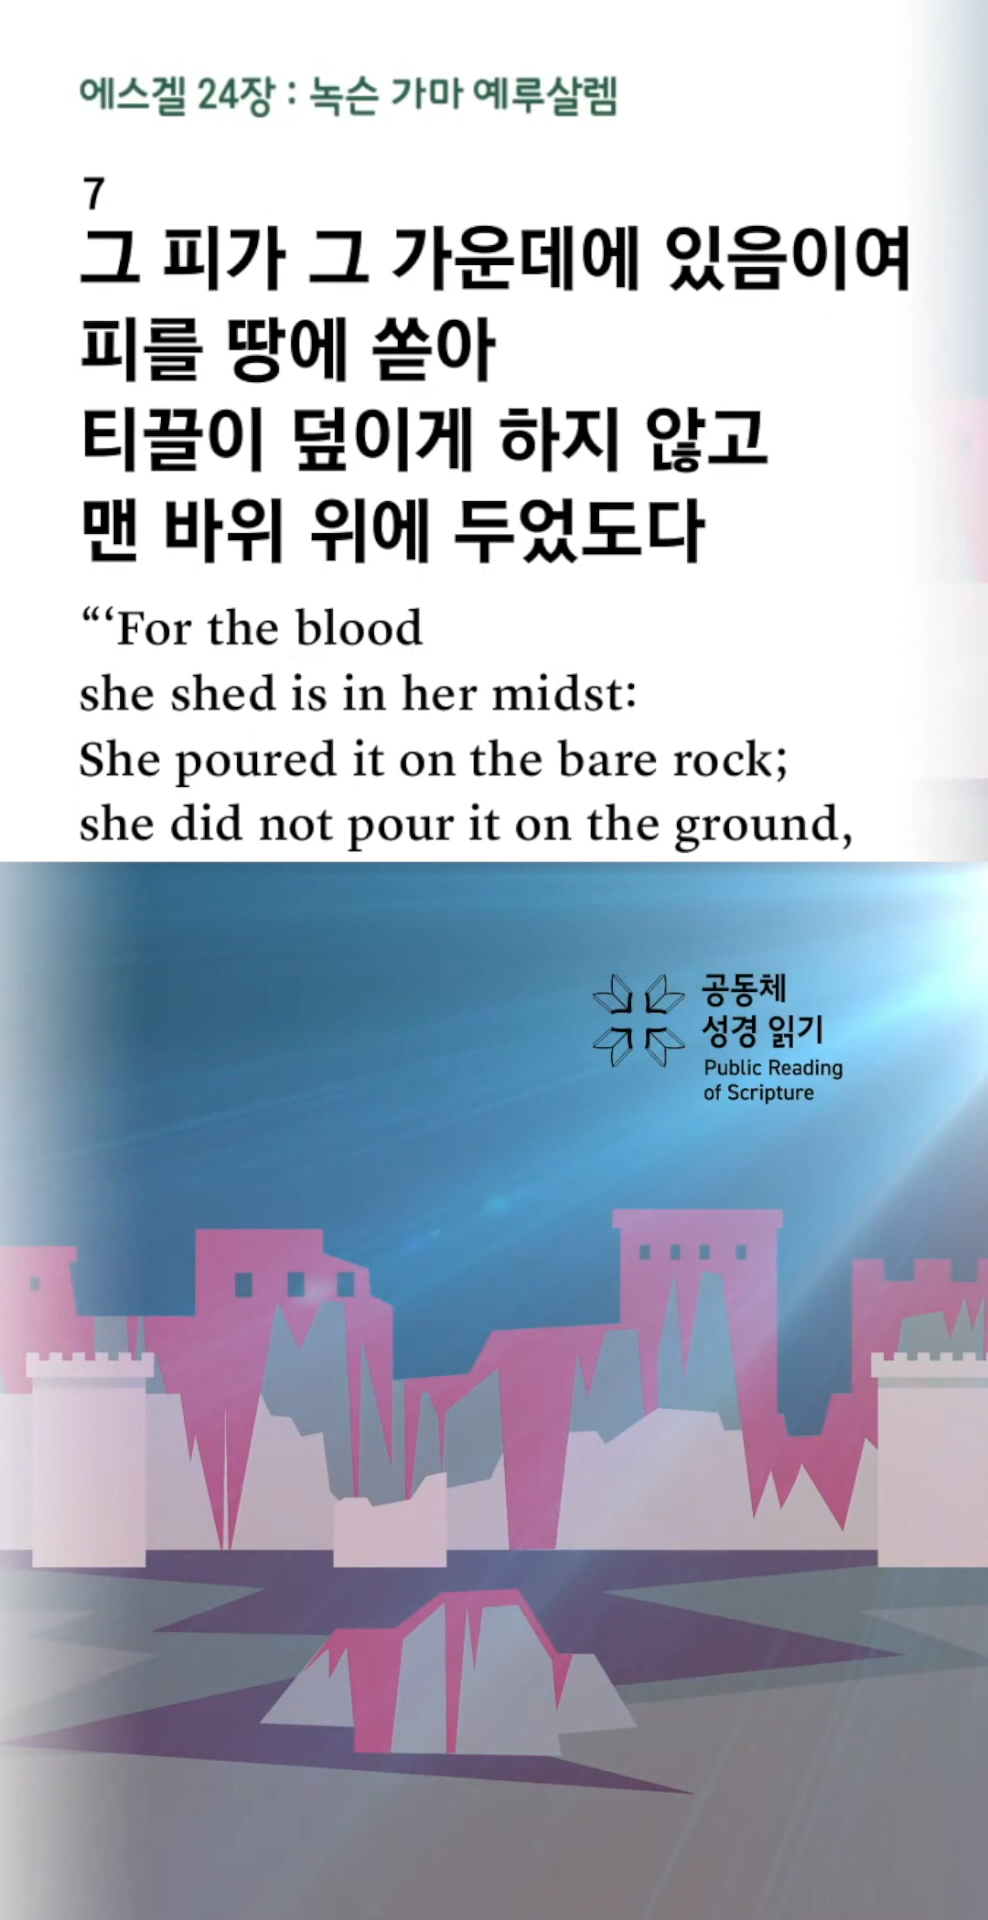 에스겔 24장 : 녹슨 가마 예루살렘
7
그 피가 그 가운데에 있음이여
피를 땅에 쏟아
티끌이 덮이게 하지 않고
맨 바위 위에 두었도다
“‘For the blood
she shed is in her midst:
She poured it on the bare rock;
she did not pour it on the ground,
공동체
성경 읽기
Public Reading
of Scripture